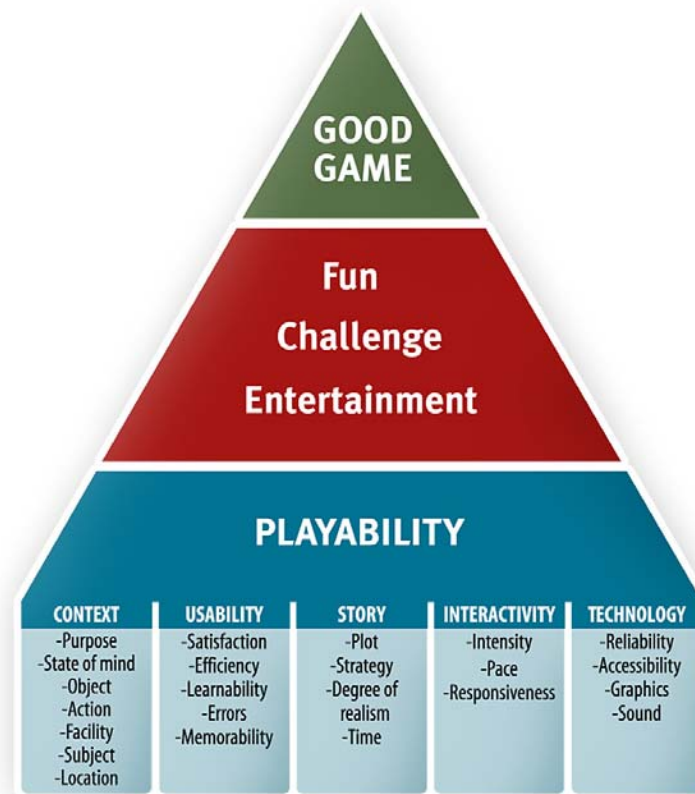 GOOD
GAME
Fun
Challenge
Entertainment
PLAYABILITY
CONTEXT
-Purpose
-State of mind
-Object
-Action
-Facility
-Subject
-Location
USABILITY
-Satisfaction
-Efficiency
-Learnability
-Errors
-Memorability
STORY
-Plot
-Strategy
-Degree of
realism
-Time
INTERACTIVITY
-Intensity
-Pace
-Responsiveness
TECHNOLOGY
-Reliability
-Accessibility
-Graphics
-Sound